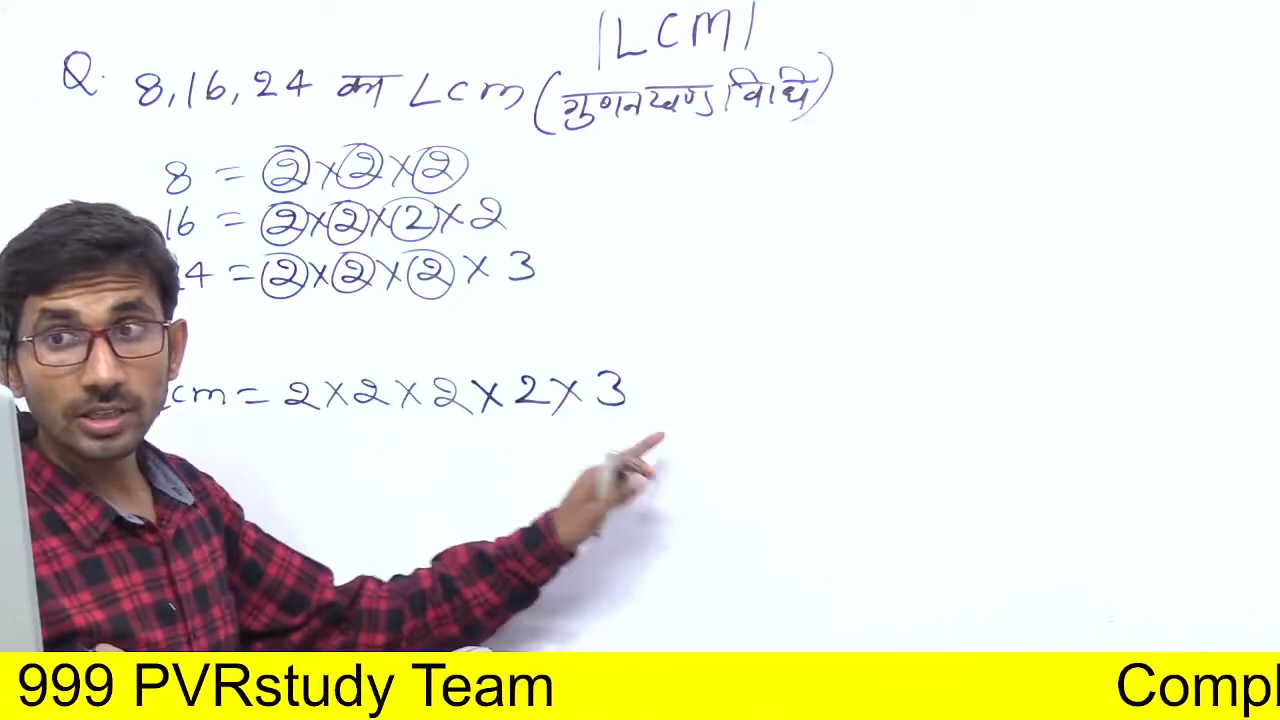 |LCM|
Q. 8, 16, 24 का Lcm (गुणनखण्ड विधि)
8 = 2×2×2
16 = 2×2×2×2
24 = 2×2×2×3
cm = 2×2×2×2×3
999 PVRstudy Team
Compl